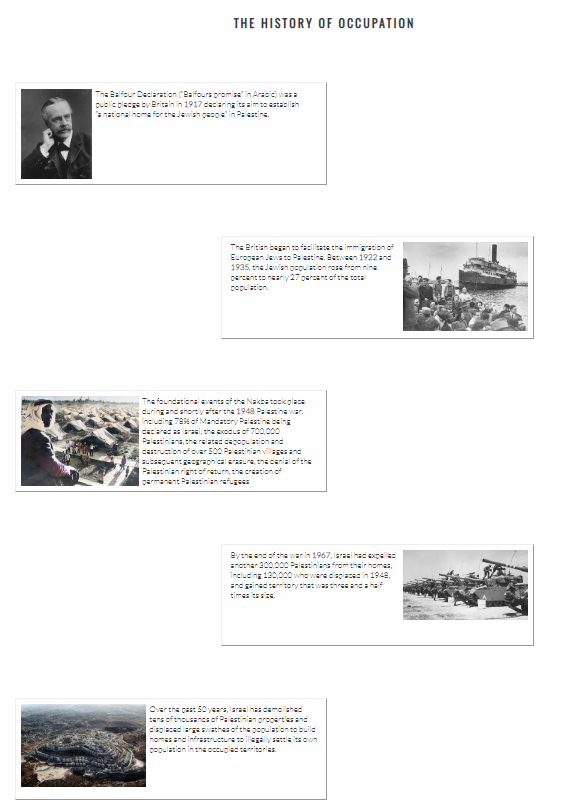 THE HISTORY OF OCCUPATION
The Balfour Declaration ("Balfours promise" in Arabic) was a
public pledge by Britain in 1917 declaring its aim to establish
"a national home for the Jewish people" in Palestine.
The British began to facilitate the immigration of
European Jews to Palestine. Between 1922 and
1935, the Jewish population rose from nine
percent to nearly 27 percent of the total
population.
The foundational events of the Nakba took place
during and shortly after the 1948 Palestine war,
including 78% of Mandatory Palestine being
declared as Israel, the exodus of 700,000
Palestinians, the related depopulation and
destruction of over 500 Palestinian villages and
subsequent geographical erasure, the denial of the
Palestinian right of return, the creation of
permanent Palestinian refugees
By the end of the war in 1967, Israel had expelled
another 300,000 Palestinians from their homes,
including 130,000 who were displaced in 1948,
and gained territory that was three and a half
times its size.
Over the past 50 years, Israel has demolished
tens of thousands of Palestinian properties and
displaced large swathes of the population to build
homes and infrastructure to illegally settle its own
population in the occupied territories.